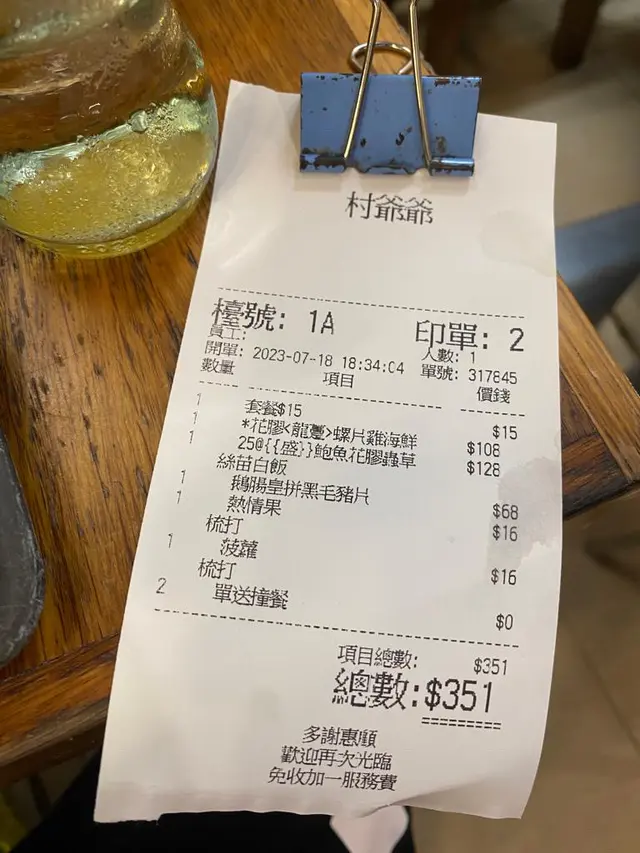 村爺爺
檯號: 1A 印單: 2
員工: 人數: 1
開單: 2023-07-18 18:34:04 單號: 317845
數量 項目 價錢
1 套餐$15 $15
1 *花膠<龍躉>螺片雞海鮮 $108
1 25@{{盛}}鮑魚花膠蟲草 $128
絲苗白飯
1 鵝腸皇拼黑毛豬片 $68
1 熱情果 $16
梳打
1 菠蘿 $16
梳打
2 單送撞餐 $0
項目總數: $351
總數:$351
多謝惠顧
歡迎再次光臨
免收加一服務費